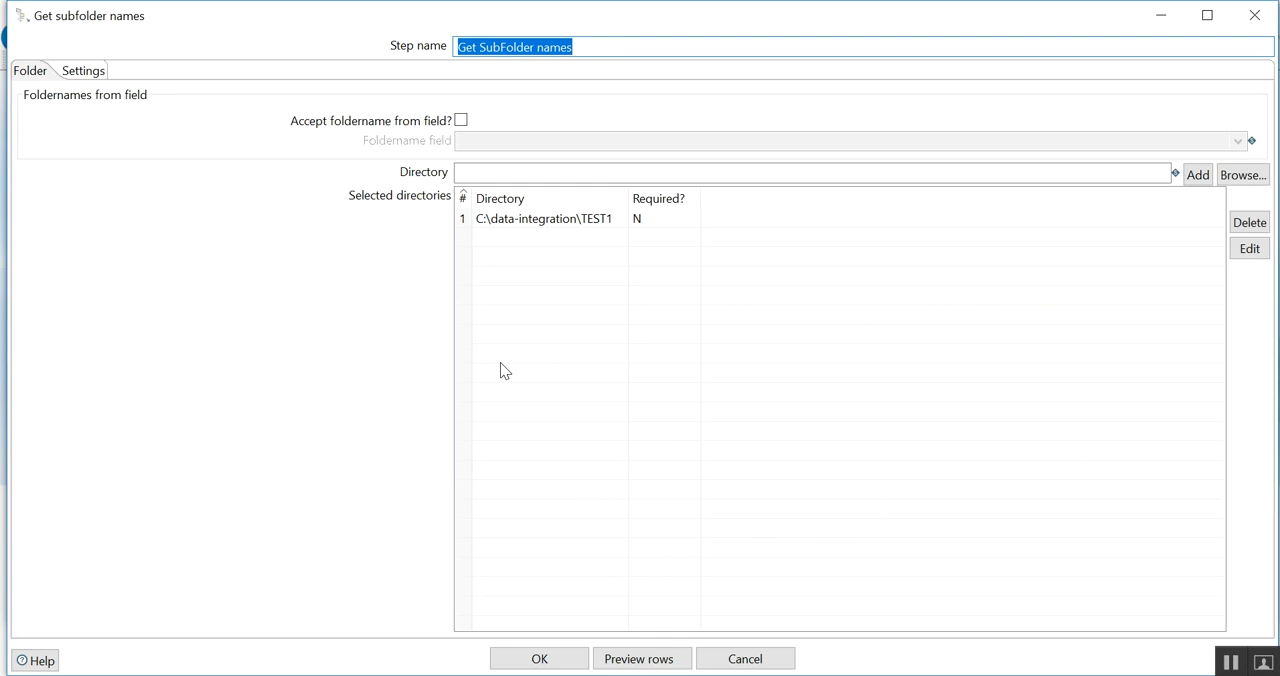 Get subfolder names
Step name Get SubFolder names
Folder Settings
Foldernames from field
Accept foldername from field?
Foldername field
Directory Add Browse...
Selected directories # Directory Required?
1 C:\data-integration\TEST1 N
Delete
Edit
Help OK Preview rows Cancel